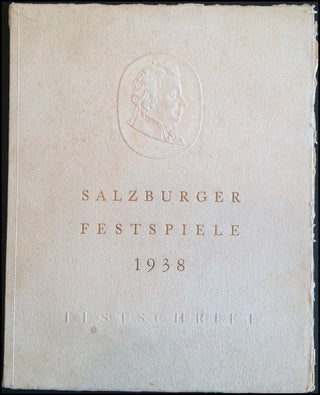 SALZBURGER
FESTSPIELE
1938
FESTSCHRIFT